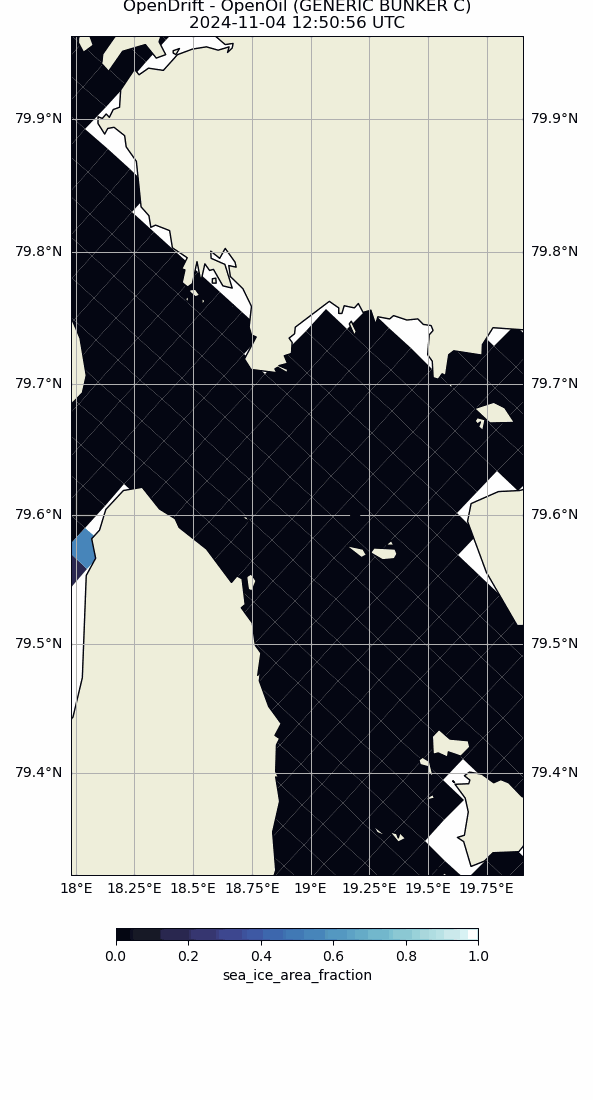 OpenDrift - OpenOil (GENERIC BUNKER C)
2024-11-04 12:50:56 UTC
79.9°N 79.9°N
79.8°N 79.8°N
79.7°N 79.7°N
79.6°N 79.6°N
79.5°N 79.5°N
79.4°N 79.4°N
18°E 18.25°E 18.5°E 18.75°E 19°E 19.25°E 19.5°E 19.75°E
0.0 0.2 0.4 0.6 0.8 1.0
sea_ice_area_fraction